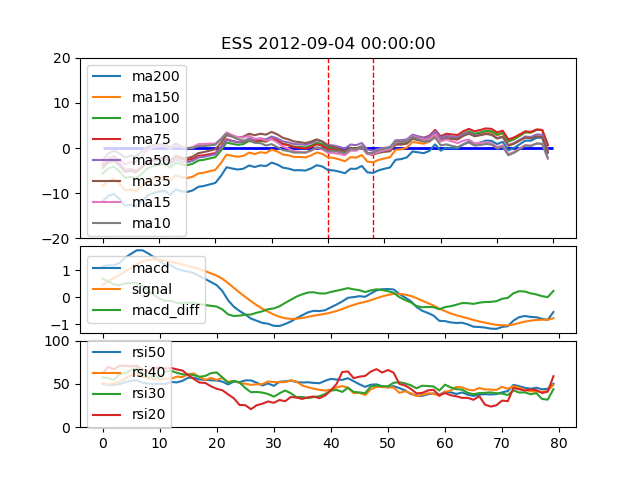 ESS 2012-09-04 00:00:00
20
10
0
−10
−20
ma200
ma150
ma100
ma75
ma50
ma35
ma15
ma10
1
0
−1
macd
signal
macd_diff
100
50
0
rsi50
rsi40
rsi30
rsi20
0 10 20 30 40 50 60 70 80